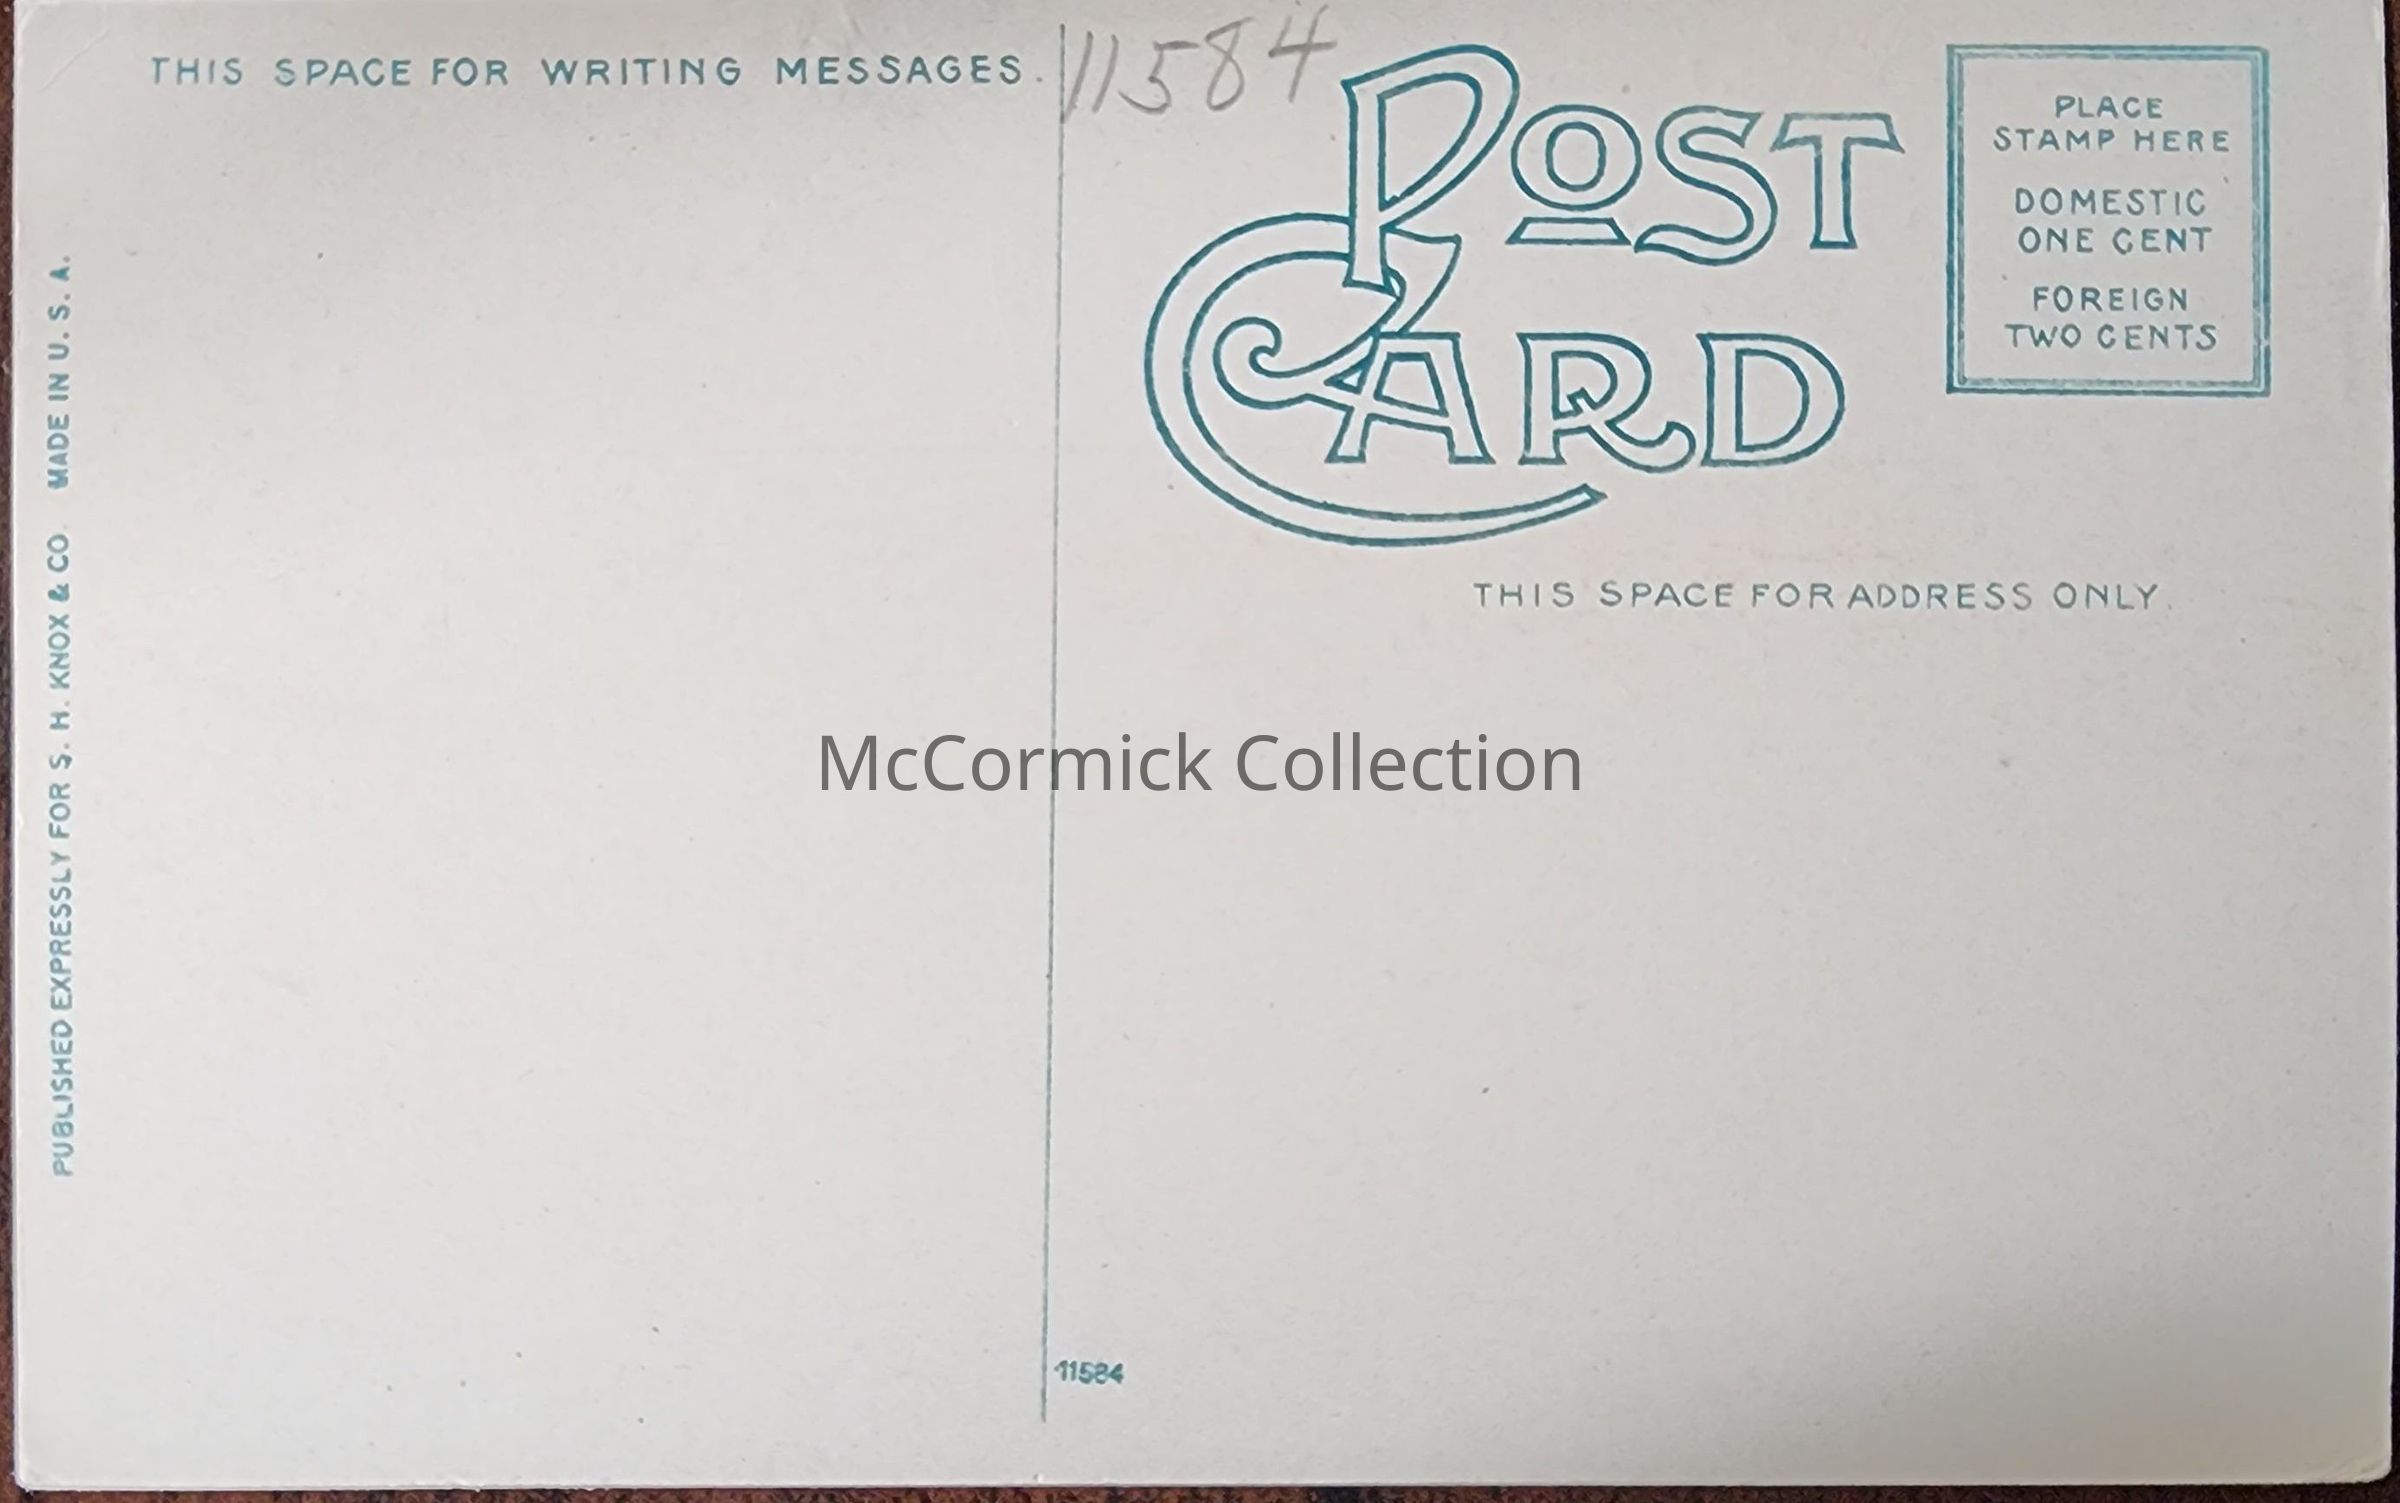 THIS SPACE FOR WRITING MESSAGES.
11584
POST
CARD
PLACE
STAMP HERE
DOMESTIC
ONE CENT
FOREIGN
TWO CENTS
THIS SPACE FOR ADDRESS ONLY.
PUBLISHED EXPRESSLY FOR S. H. KNOX & CO. MADE IN U. S. A.
McCormick Collection
11584